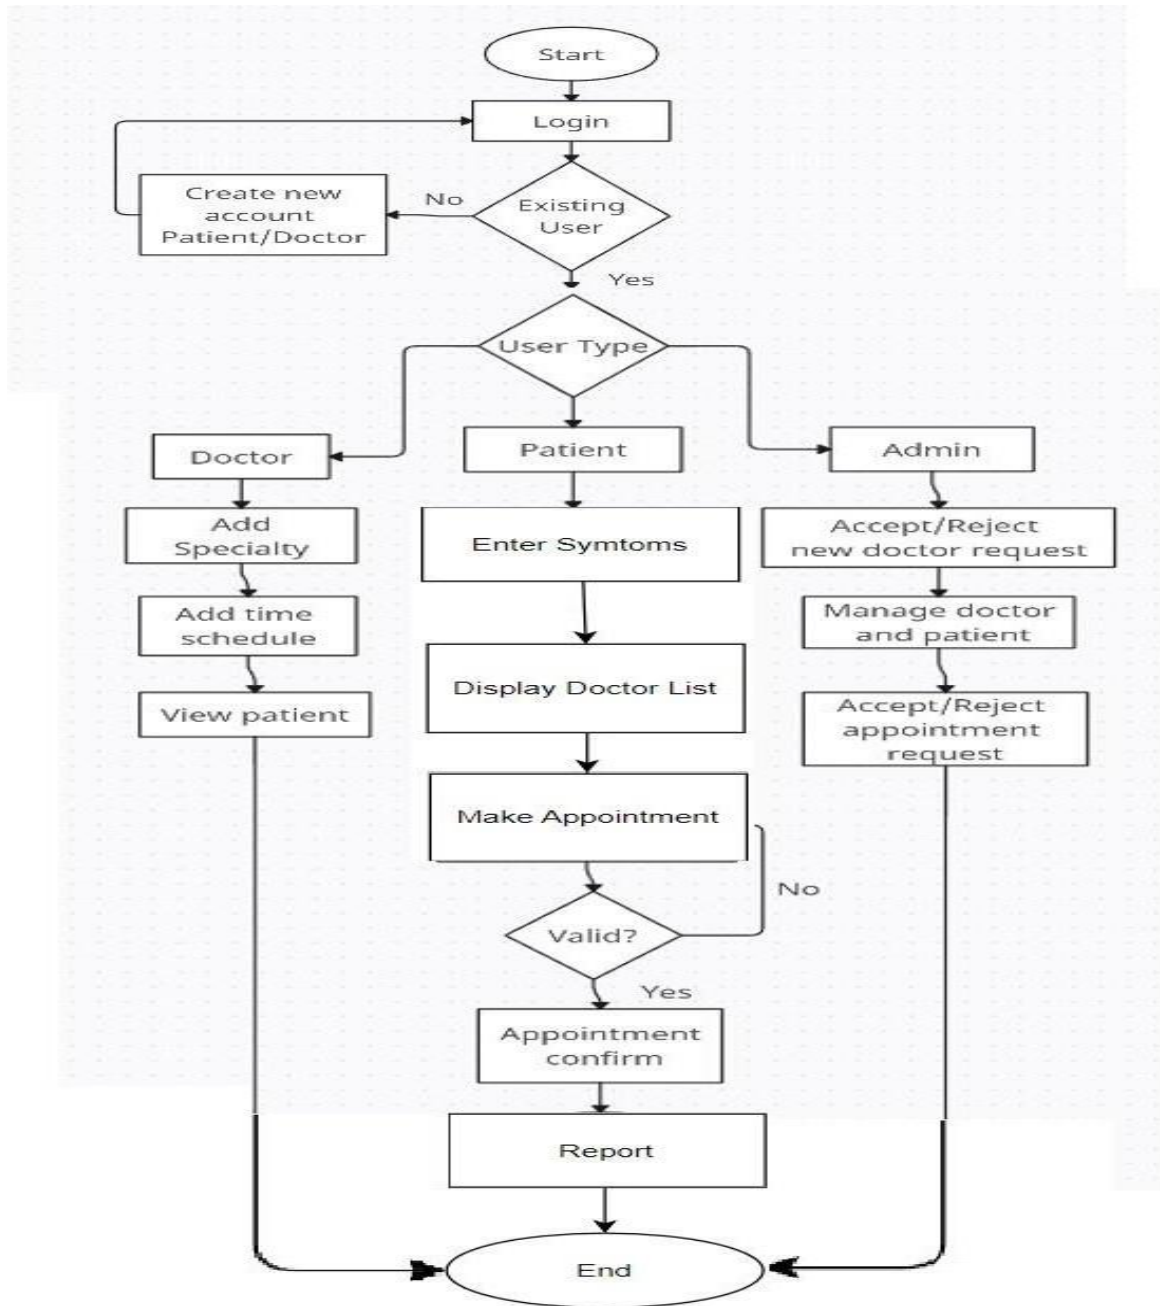 Start
Login
Create new
account
Patient/Doctor
No
Existing
User
Yes
User Type
Doctor
Patient
Admin
Add
Specialty
Enter Symtoms
Accept/Reject
new doctor request
Add time
schedule
Manage doctor
and patient
Display Doctor List
View patient
Accept/Reject
appointment
request
Make Appointment
No
Valid?
Yes
Appointment
confirm
Report
End